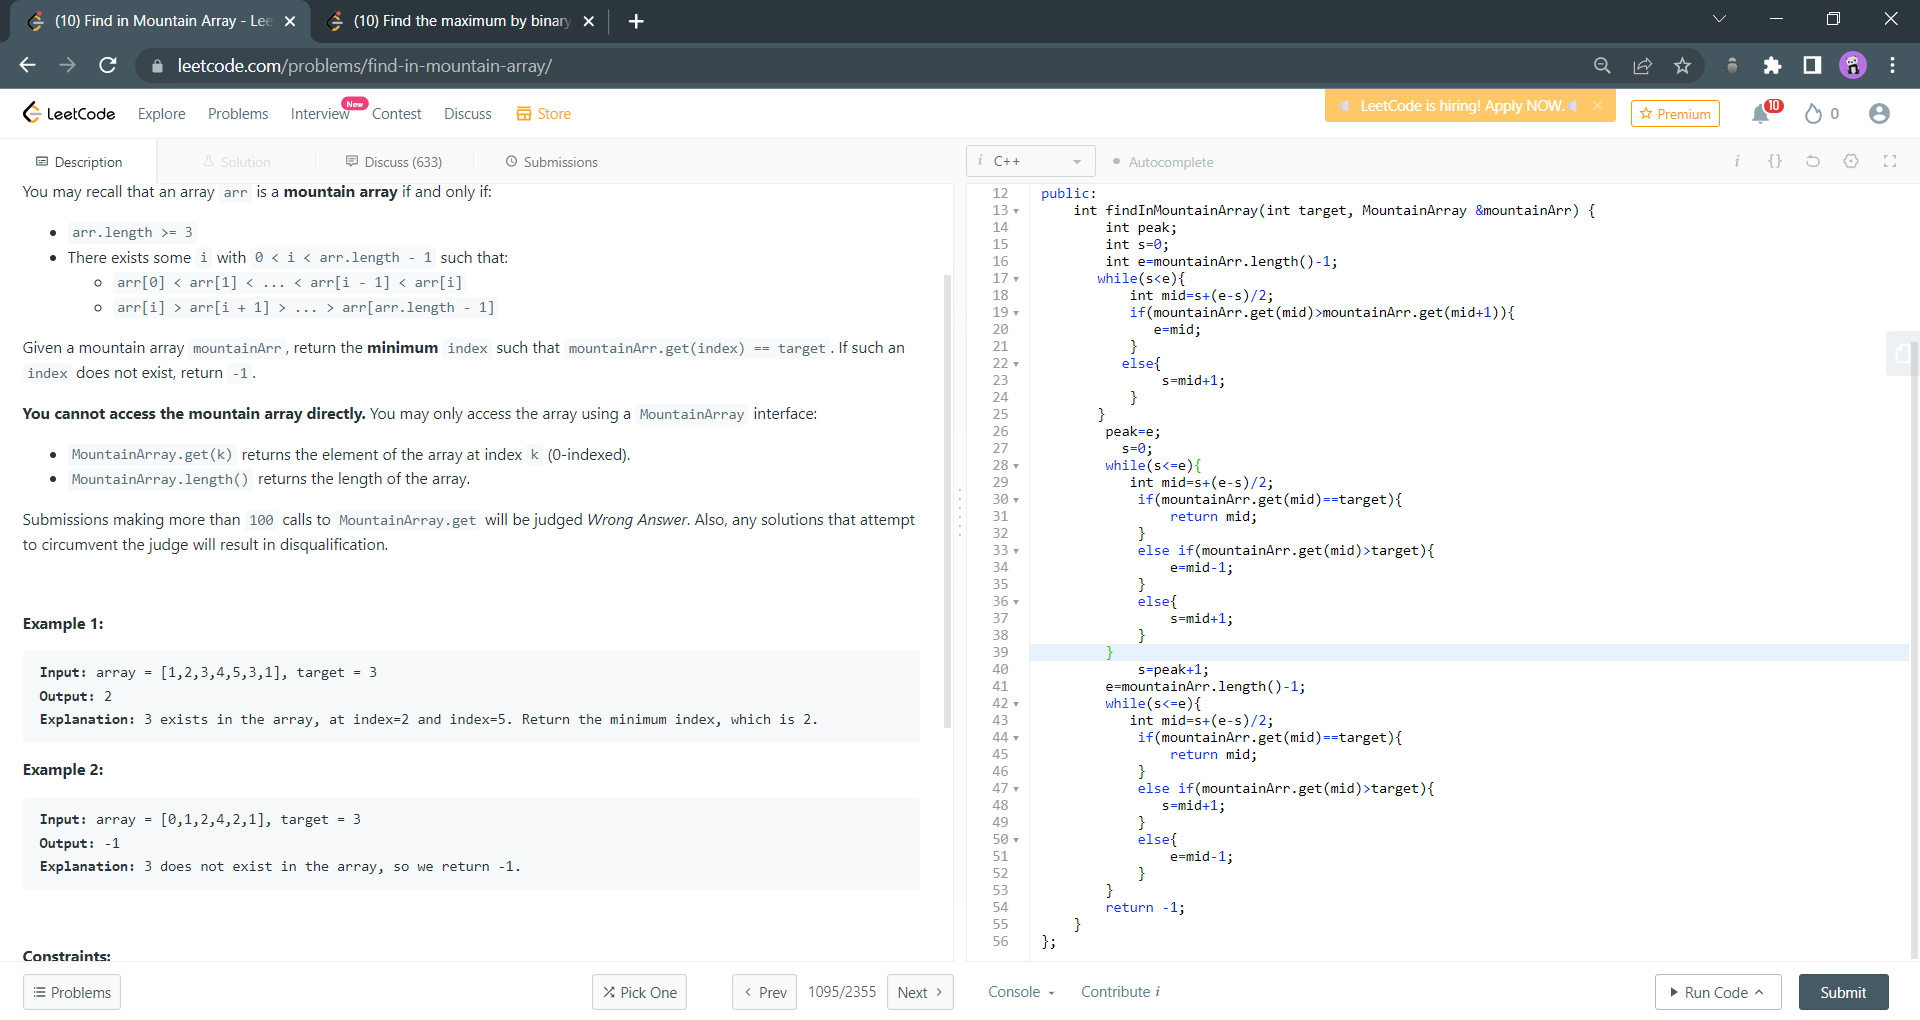 (10) Find in Mountain Array - Lee
(10) Find the maximum by binary
leetcode.com/problems/find-in-mountain-array/
LeetCode Explore Problems Interview New Contest Discuss Store
LeetCode is hiring! Apply NOW.
Premium 10 0
Description Solution Discuss (633) Submissions
i C++ Autocomplete
You may recall that an array arr is a mountain array if and only if:
• arr.length >= 3
• There exists some i with 0 < i < arr.length - 1 such that:
arr[0] < arr[1] < ... < arr[i - 1] < arr[i]
arr[i] > arr[i + 1] > ... > arr[arr.length - 1]
Given a mountain array mountainArr , return the minimum index such that mountainArr.get(index) == target . If such an
index does not exist, return -1 .
You cannot access the mountain array directly. You may only access the array using a MountainArray interface:
• MountainArray.get(k) returns the element of the array at index k (0-indexed).
• MountainArray.length() returns the length of the array.
Submissions making more than 100 calls to MountainArray.get will be judged Wrong Answer. Also, any solutions that attempt
to circumvent the judge will result in disqualification.
Example 1:
Input: array = [1,2,3,4,5,3,1], target = 3
Output: 2
Explanation: 3 exists in the array, at index=2 and index=5. Return the minimum index, which is 2.
Example 2:
Input: array = [0,1,2,4,2,1], target = 3
Output: -1
Explanation: 3 does not exist in the array, so we return -1.
Constraints:
12 public:
13 int findInMountainArray(int target, MountainArray &mountainArr) {
14 int peak;
15 int s=0;
16 int e=mountainArr.length()-1;
17 while(s<e){
18 int mid=s+(e-s)/2;
19 if(mountainArr.get(mid)>mountainArr.get(mid+1)){
20 e=mid;
21 }
22 else{
23 s=mid+1;
24 }
25 }
26 peak=e;
27 s=0;
28 while(s<=e){
29 int mid=s+(e-s)/2;
30 if(mountainArr.get(mid)==target){
31 return mid;
32 }
33 else if(mountainArr.get(mid)>target){
34 e=mid-1;
35 }
36 else{
37 s=mid+1;
38 }
39 }
40 s=peak+1;
41 e=mountainArr.length()-1;
42 while(s<=e){
43 int mid=s+(e-s)/2;
44 if(mountainArr.get(mid)==target){
45 return mid;
46 }
47 else if(mountainArr.get(mid)>target){
48 s=mid+1;
49 }
50 else{
51 e=mid-1;
52 }
53 }
54 return -1;
55 }
56 };
Problems Pick One Prev 1095/2355 Next Console Contribute i Run Code Submit